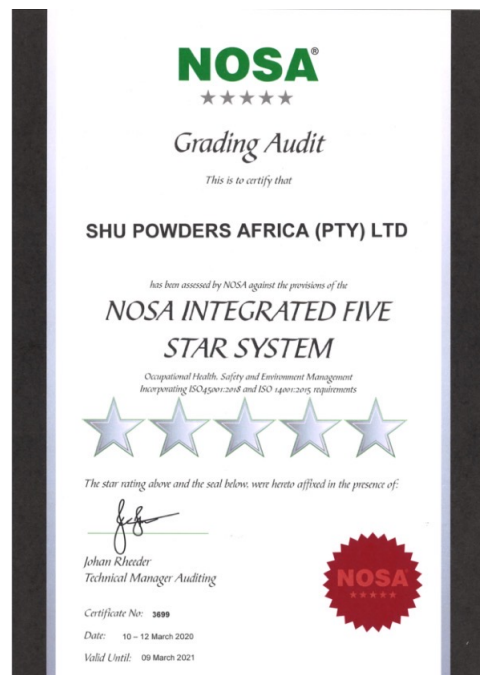 NOSA®
Grading Audit
This is to certify that
SHU POWDERS AFRICA (PTY) LTD
has been assessed by NOSA against the provisions of the
NOSA INTEGRATED FIVE
STAR SYSTEM
Occupational Health, Safety and Environment Management
Incorporating ISO45001:2018 and ISO 14001:2015 requirements
The star rating above and the seal below, were hereto affixed in the presence of:
Johan Rheeder
Technical Manager Auditing
NOSA
Certificate No: 3699
Date: 10 – 12 March 2020
Valid Until: 09 March 2021